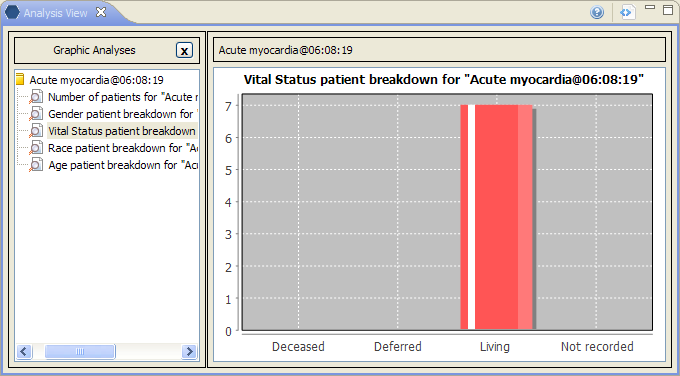 Analysis View
Graphic Analyses
x
Acute myocardia@06:08:19
Acute myocardia@06:08:19
Number of patients for "Acute
Gender patient breakdown for
Vital Status patient breakdown
Race patient breakdown for "Ac
Age patient breakdown for "Acu
Vital Status patient breakdown for "Acute myocardia@06:08:19"
7
6
5
4
3
2
1
0
Deceased Deferred Living Not recorded